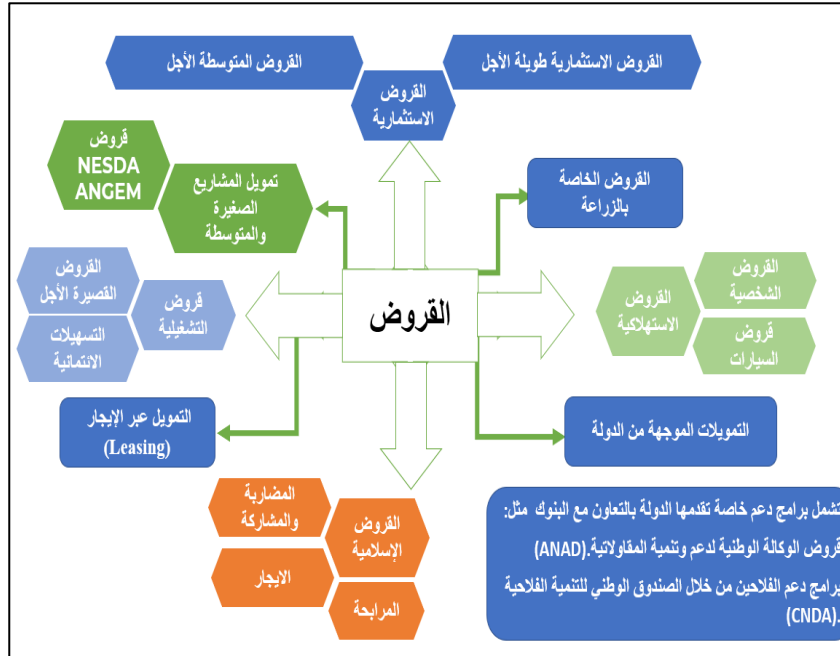 القروض الاستثمارية طويلة الأجل
القروض المتوسطة الأجل
القروض
الاستثمارية
قروض
NESDA
ANGEM
تمويل المشاريع
الصغيرة
والمتوسطة
القروض الخاصة
بالزراعة
القروض
القصيرة الأجل
التسهيلات
الانتمانية
قروض
التشغيلية
القروض
القروض
الاستهلاكية
القروض
الشخصية
قروض
السيارات
التمويل عبر الإيجار
(Leasing)
التمويلات الموجهة من الدولة
المضاربة
والمشاركة
القروض
الإسلامية
الايجار
المرابحة
تشمل برامج دعم خاصة تقدمها الدولة بالتعاون مع البنوك مثل:
قروض الوكالة الوطنية لدعم وتنمية المقاولاتية.(ANAD)
برامج دعم الفلاحين من خلال الصندوق الوطني للتنمية الفلاحية
.(CNDA)